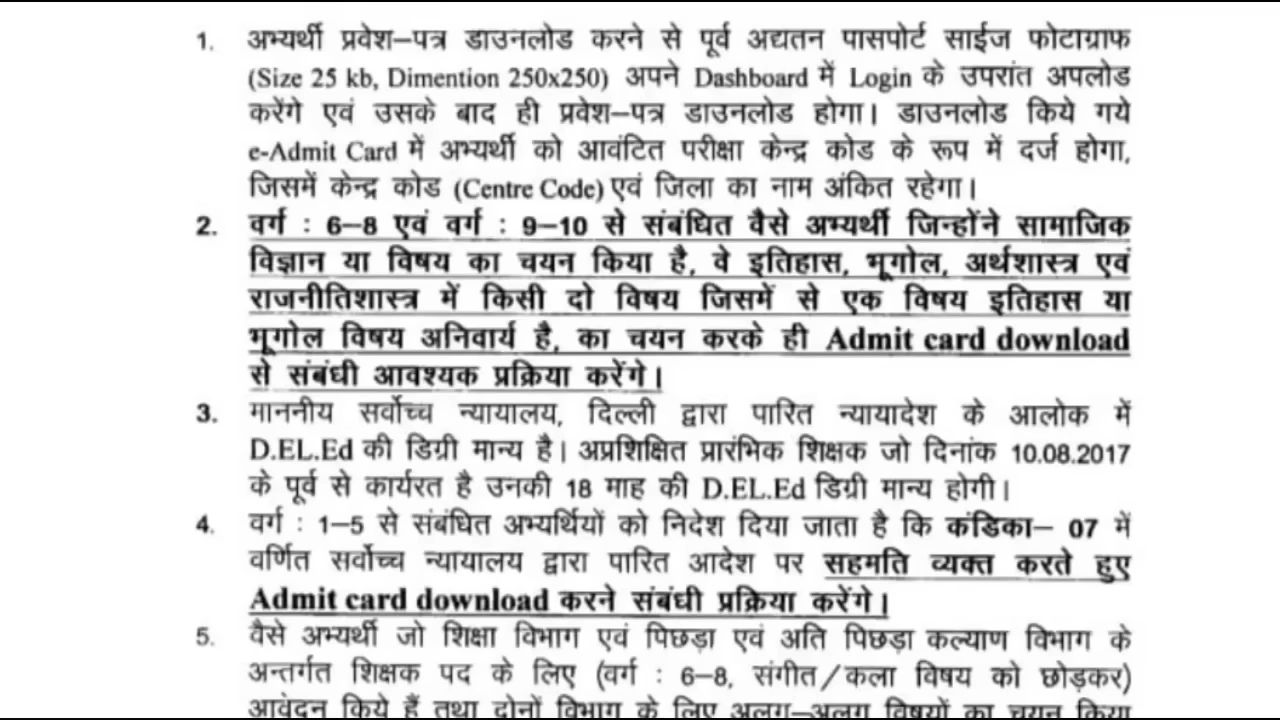 1. अभ्यर्थी प्रवेश–पत्र डाउनलोड करने से पूर्व अद्यतन पासपोर्ट साईज फोटोग्राफ
(Size 25 kb, Dimention 250x250) अपने Dashboard में Login के उपरांत अपलोड
करेंगे एवं उसके बाद ही प्रवेश–पत्र डाउनलोड होगा। डाउनलोड किये गये
e-Admit Card में अभ्यर्थी को आवंटित परीक्षा केन्द्र कोड के रूप में दर्ज होगा,
जिसमें केन्द्र कोड (Centre Code) एवं जिला का नाम अंकित रहेगा।
2. वर्ग : 6–8 एवं वर्ग : 9–10 से संबंधित वैसे अभ्यर्थी जिन्होंने सामाजिक
विज्ञान या विषय का चयन किया है, वे इतिहास, भूगोल, अर्थशास्त्र एवं
राजनीतिशास्त्र में किसी दो विषय जिसमें से एक विषय इतिहास या
भूगोल विषय अनिवार्य है, का चयन करके ही Admit card download
से संबंधी आवश्यक प्रक्रिया करेंगे।
3. माननीय सर्वोच्च न्यायालय, दिल्ली द्वारा पारित न्यायादेश के आलोक में
D.EL.Ed की डिग्री मान्य है। अप्रशिक्षित प्रारंभिक शिक्षक जो दिनांक 10.08.2017
के पूर्व से कार्यरत है उनकी 18 माह की D.EL.Ed डिग्री मान्य होगी।
4. वर्ग : 1–5 से संबंधित अभ्यर्थियों को निदेश दिया जाता है कि कंडिका– 07 में
वर्णित सर्वोच्च न्यायालय द्वारा पारित आदेश पर सहमति व्यक्त करते हुए
Admit card download करने संबंधी प्रक्रिया करेंगे।
5. वैसे अभ्यर्थी जो शिक्षा विभाग एवं पिछड़ा एवं अति पिछड़ा कल्याण विभाग के
अन्तर्गत शिक्षक पद के लिए (वर्ग : 6–8, संगीत/कला विषय को छोड़कर)
आवेदन किये हैं तथा दोनों विभाग के लिए अलग–अलग विषयों का चयन किया